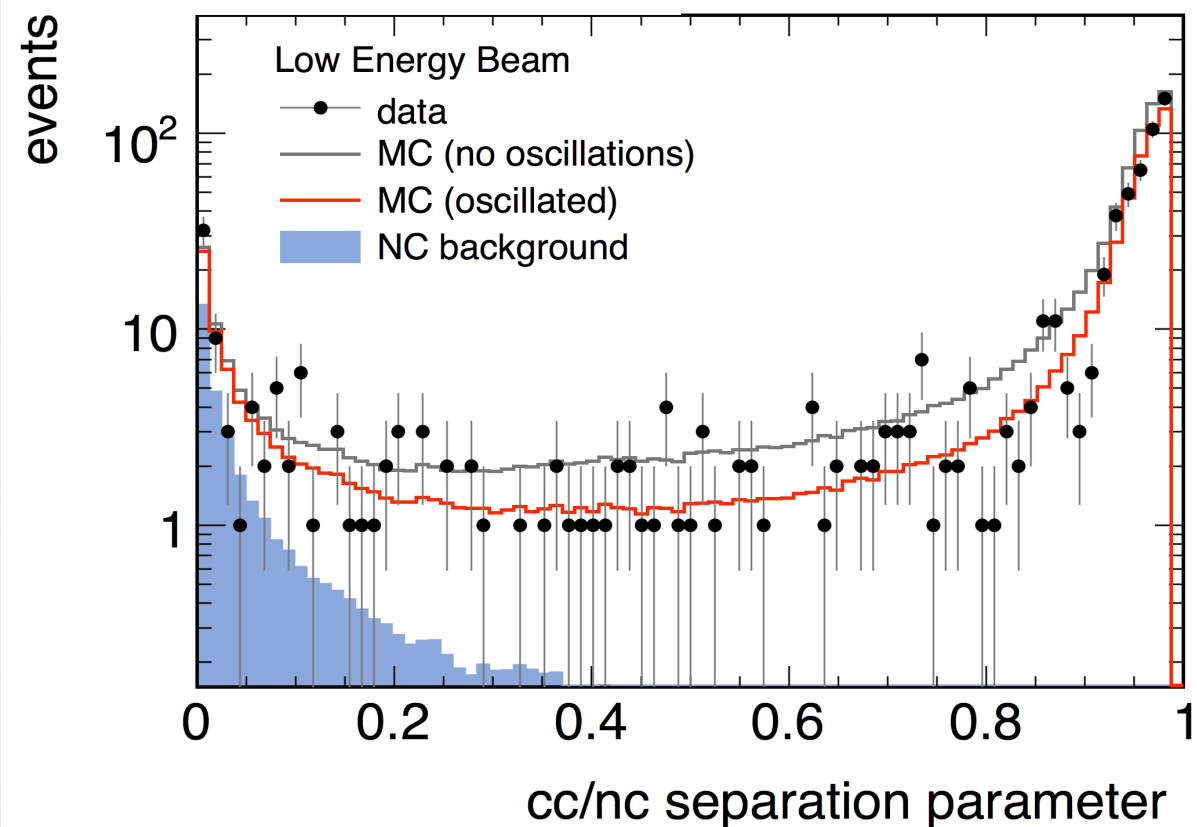 events
Low Energy Beam
data
MC (no oscillations)
MC (oscillated)
NC background
10²
10
1
0 0.2 0.4 0.6 0.8 1
cc/nc separation parameter